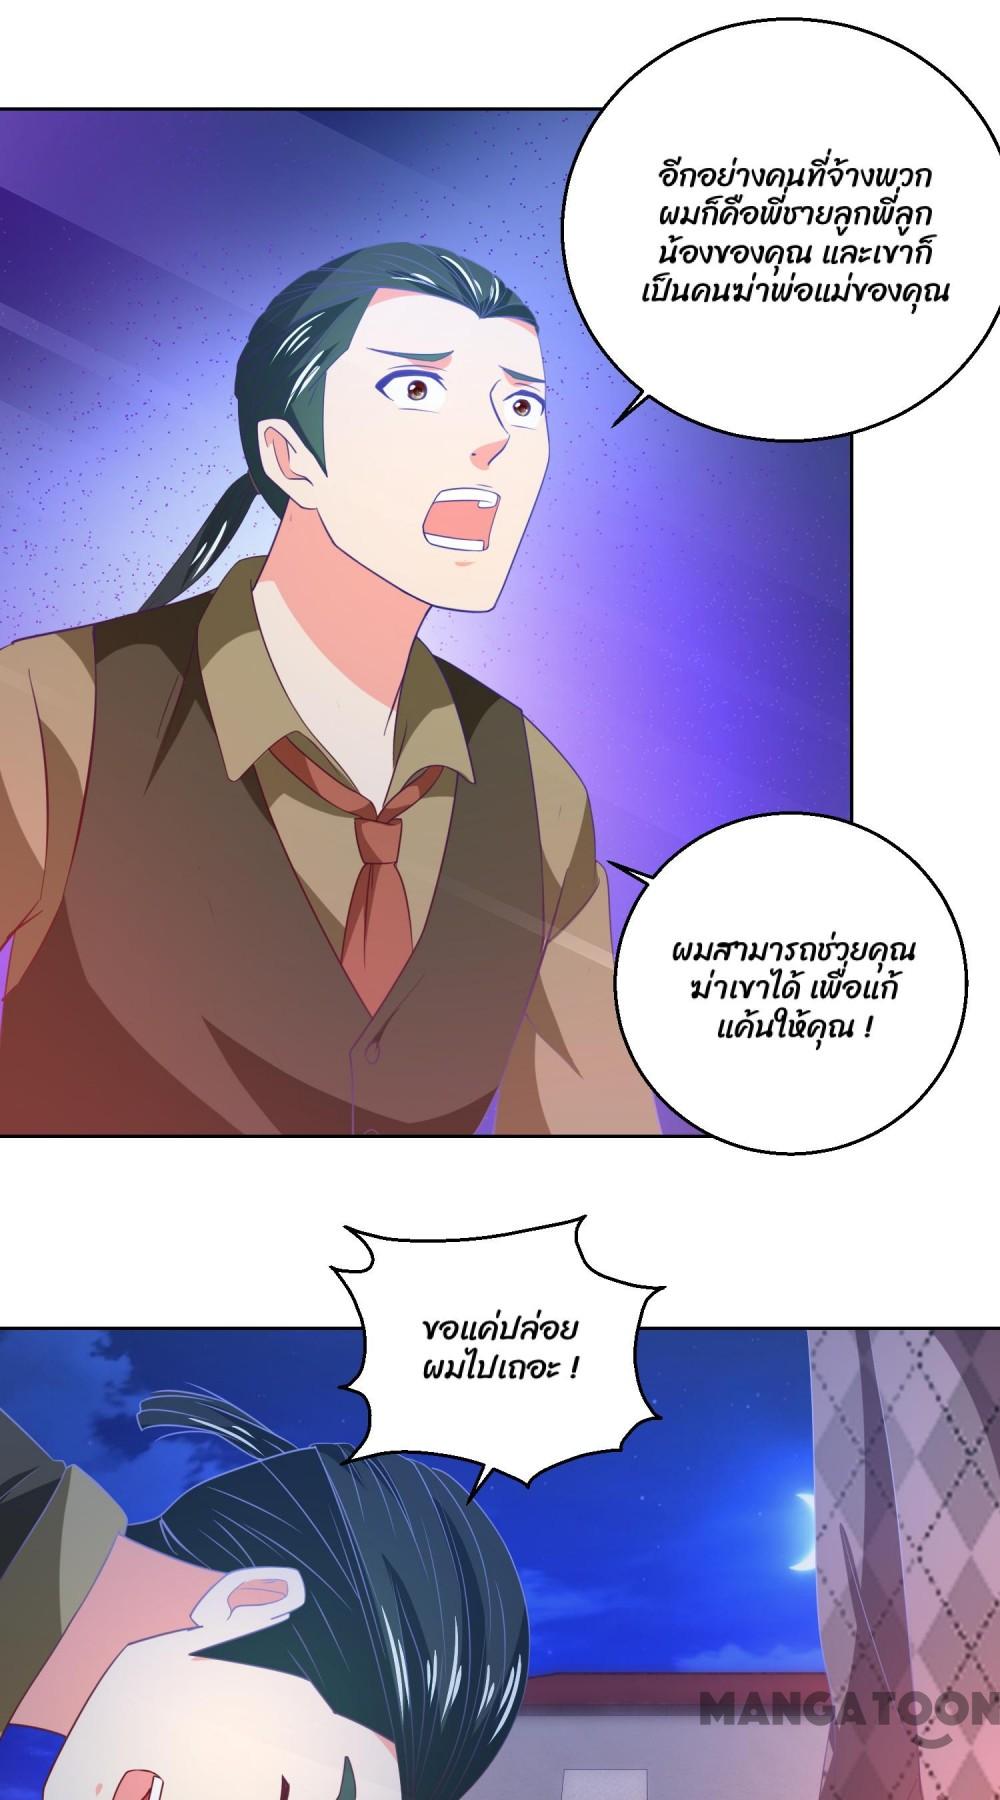 อีกอย่างคนที่จ้างพวก
ผมก็คือพี่ชายลูกพี่ลูก
น้องของคุณ และเขาก็
เป็นคนฆ่าพ่อแม่ของคุณ
ผมสามารถช่วยคุณ
ฆ่าเขาได้ เพื่อแก้
แค้นให้คุณ !
ขอแค่ปล่อย
ผมไปเถอะ !
MANGATOON